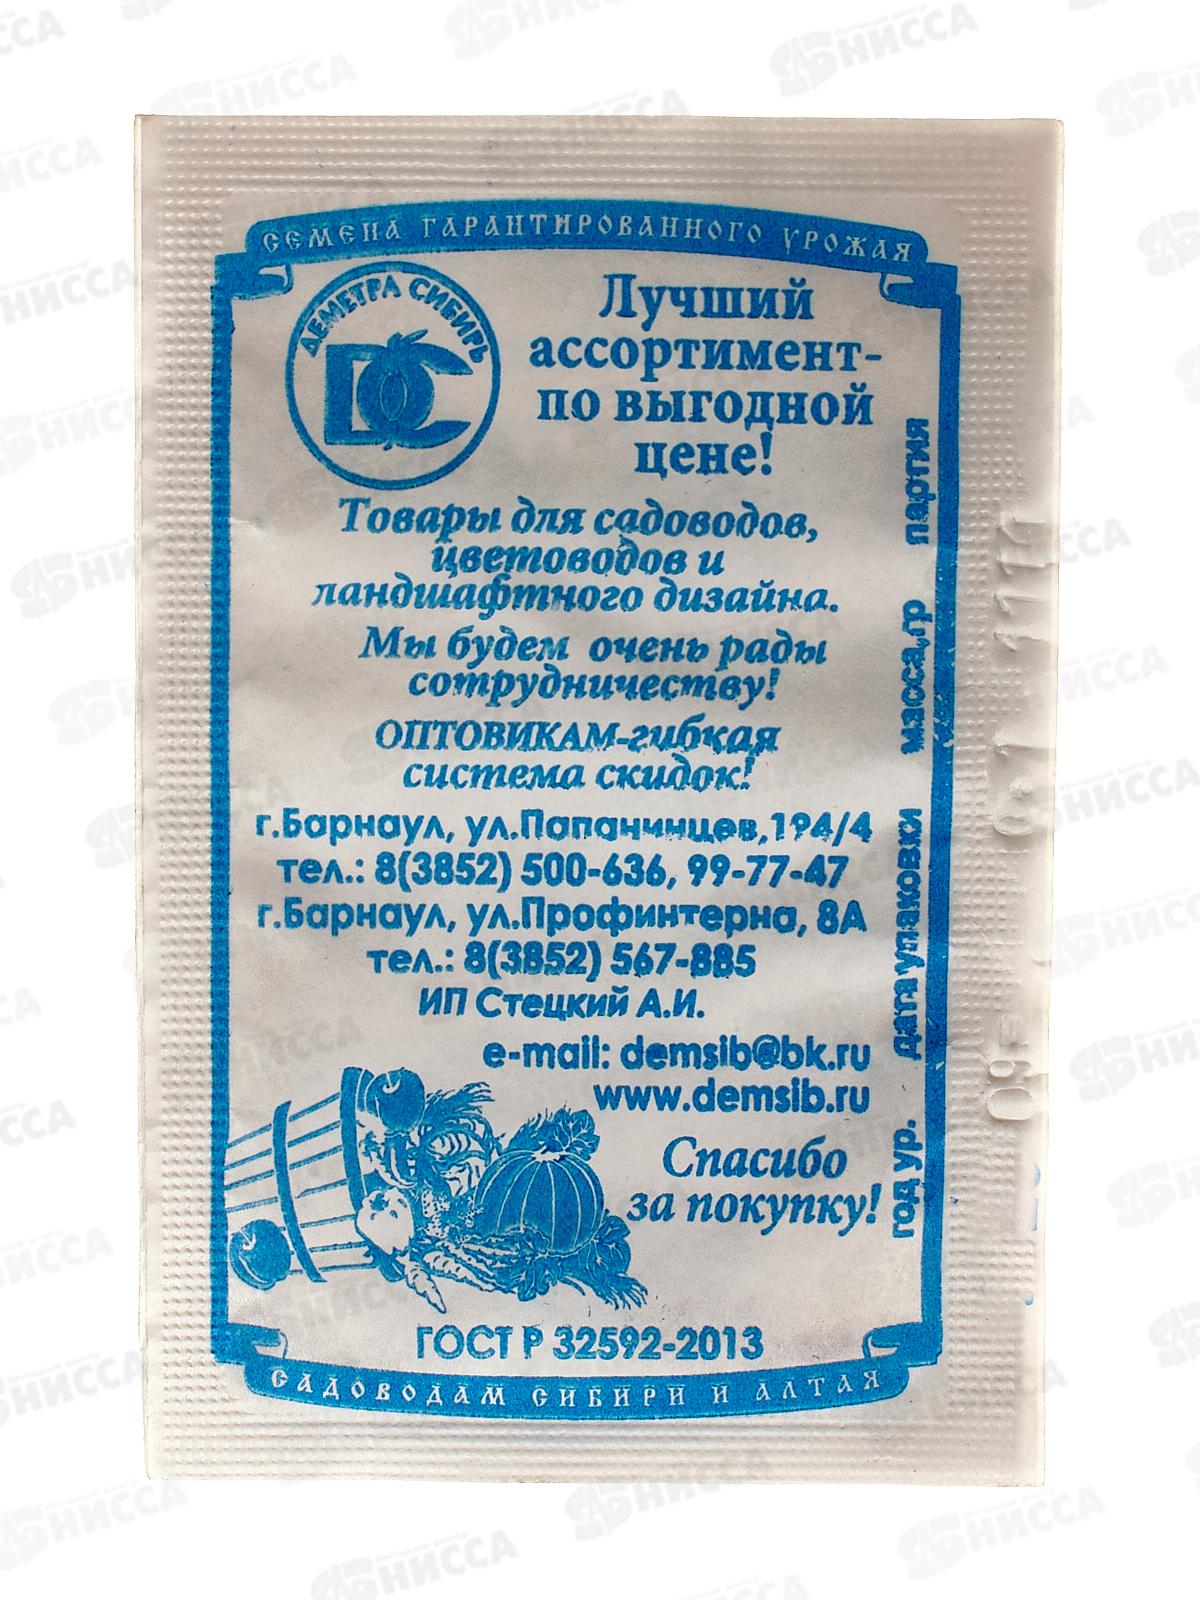 СЕМЕНА ГАРАНТИРОВАННОГО УРОЖАЯ
ДЕМЕТРА СИБИРЬ
ДС
Лучший
ассортимент-
по выгодной
цене!
Товары для садоводов,
цветоводов и
ландшафтного дизайна.
Мы будем очень рады
сотрудничеству!
ОПТОВИКАМ-гибкая
система скидок!
г.Барнаул, ул.Папанинцев,194/4
тел.: 8(3852) 500-636, 99-77-47
г.Барнаул, ул.Профинтерна, 8А
тел.: 8(3852) 567-885
ИП Стецкий А.И.
e-mail: demsib@bk.ru
www.demsib.ru
Спасибо
за покупку!
ГОСТ Р 32592-2013
САДОВОДАМ СИБИРИ И АЛТАЯ
год ур. дата упаковки масса,гр партия
БНИССА